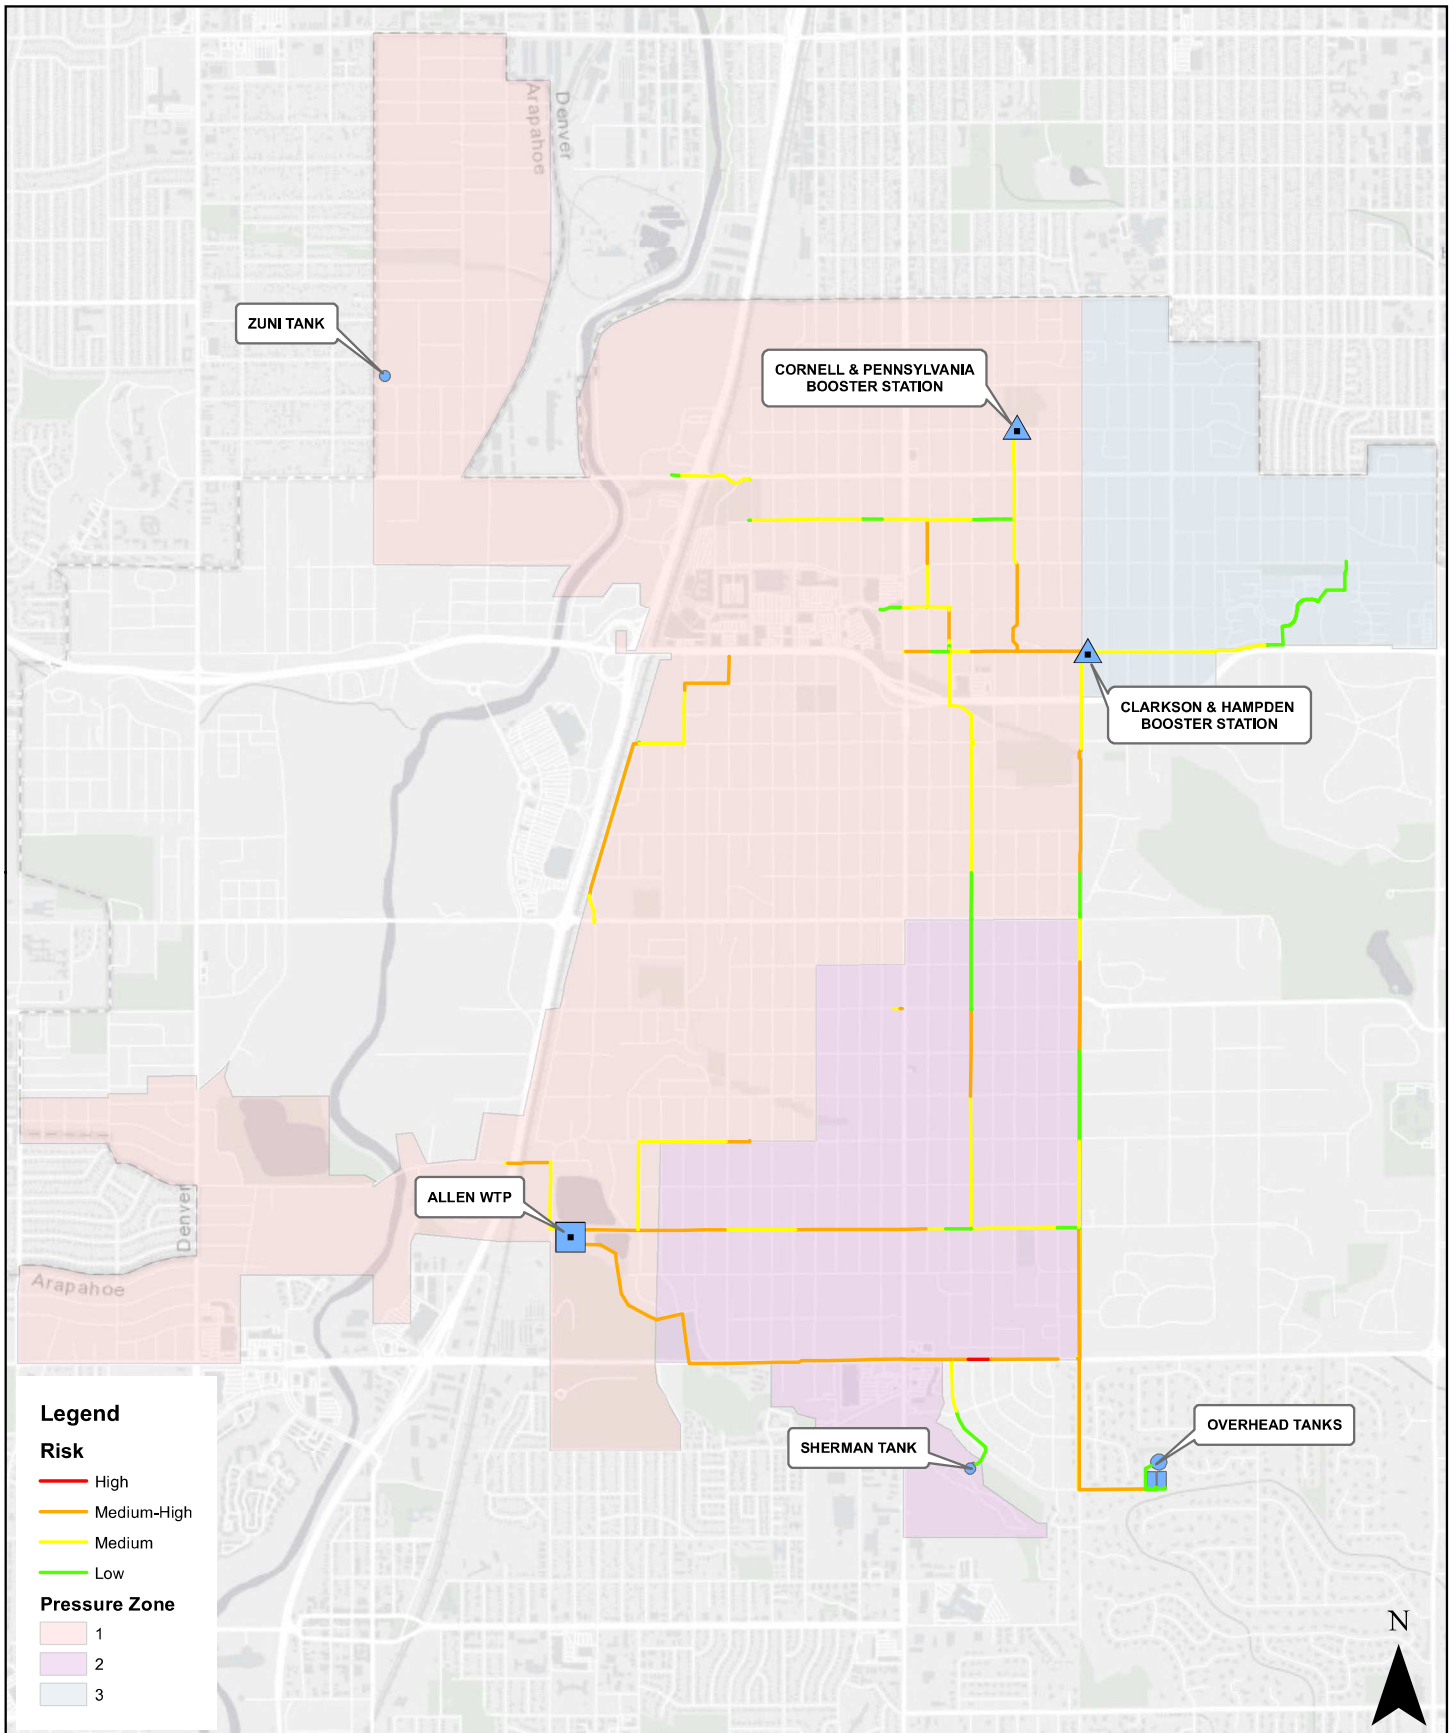 Denver
Arapahoe
ZUNI TANK
CORNELL & PENNSYLVANIA
BOOSTER STATION
CLARKSON & HAMPDEN
BOOSTER STATION
ALLEN WTP
Denver
Arapahoe
SHERMAN TANK
OVERHEAD TANKS
Legend
Risk
High
Medium-High
Medium
Low
Pressure Zone
1
2
3
N